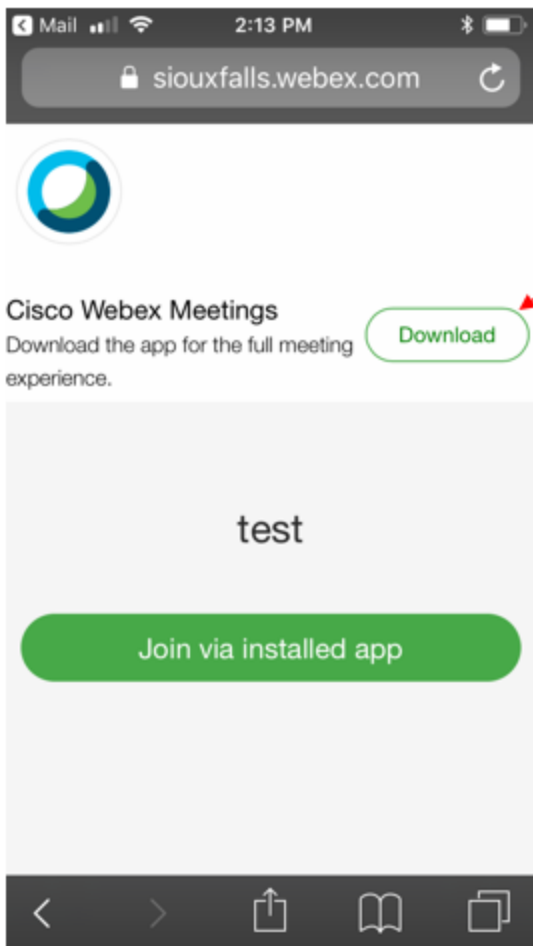 Mail 2:13 PM
siouxfalls.webex.com
Cisco Webex Meetings
Download the app for the full meeting
experience.
Download
test
Join via installed app